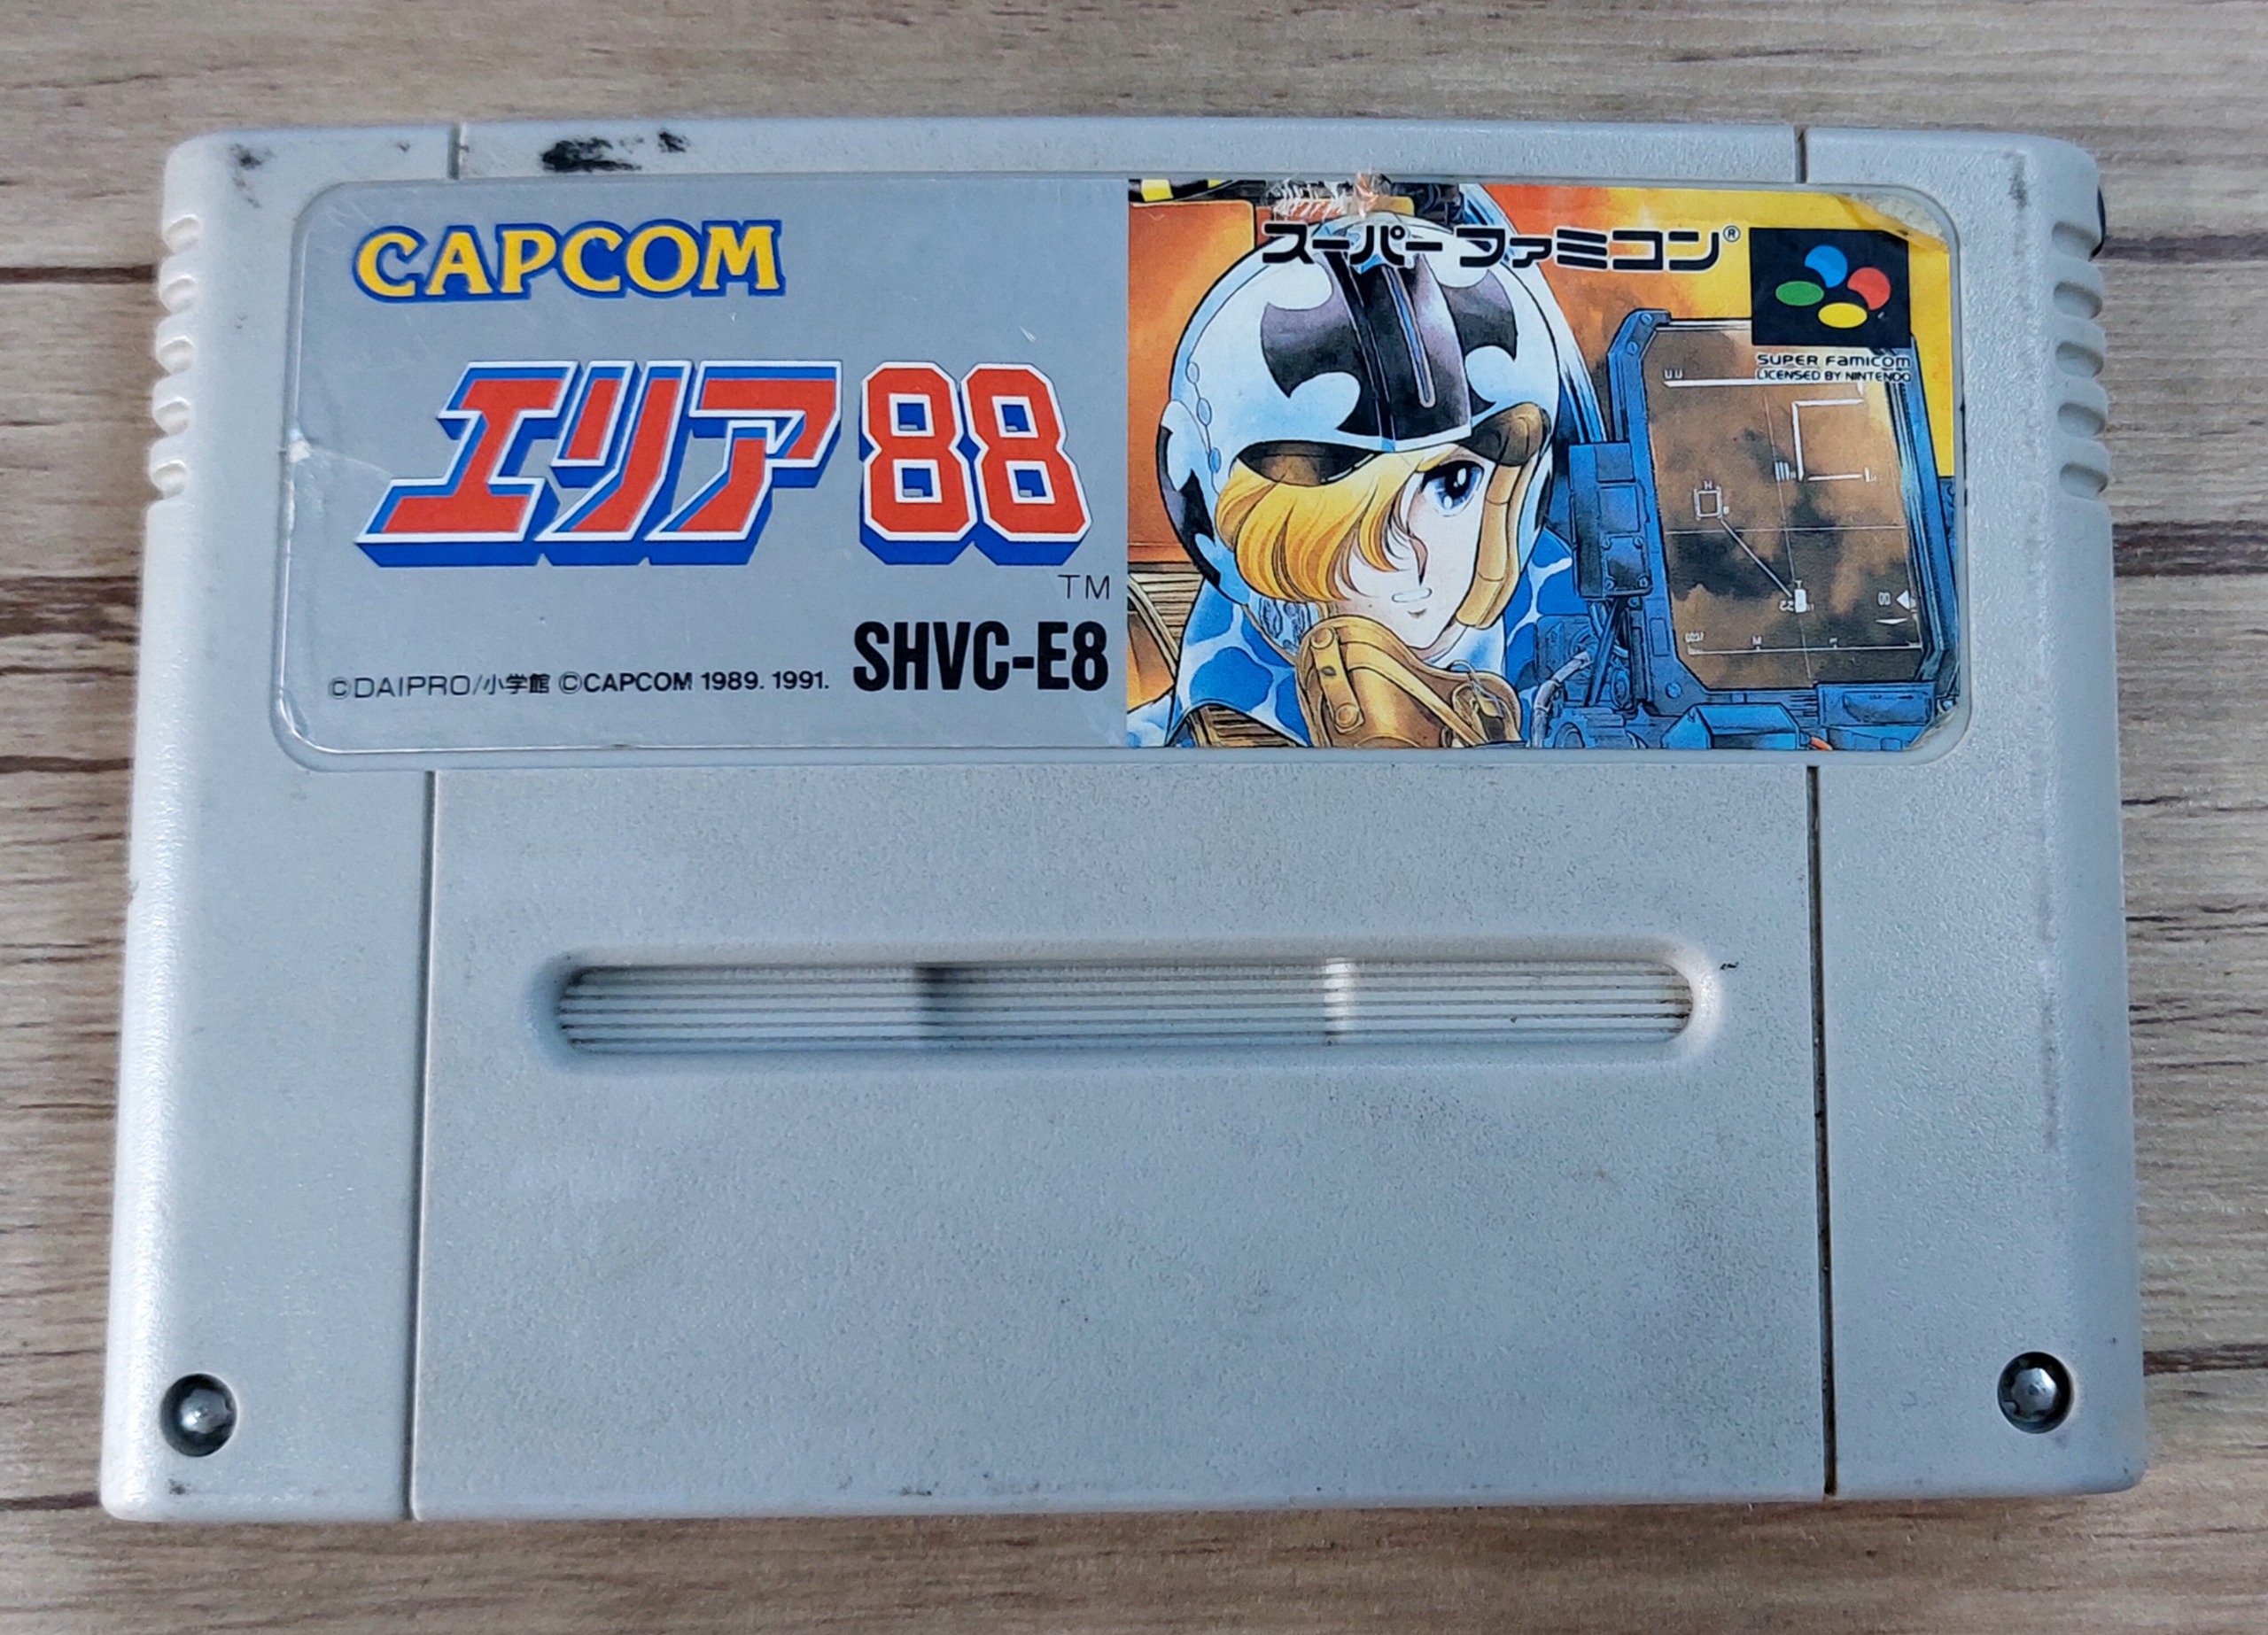 CAPCOM
スーパーファミコン®
SUPER FAMICOM
LICENSED BY NINTENDO
エリア88
TM
SHVC-E8
©DAIPRO/小学館 ©CAPCOM 1989. 1991.